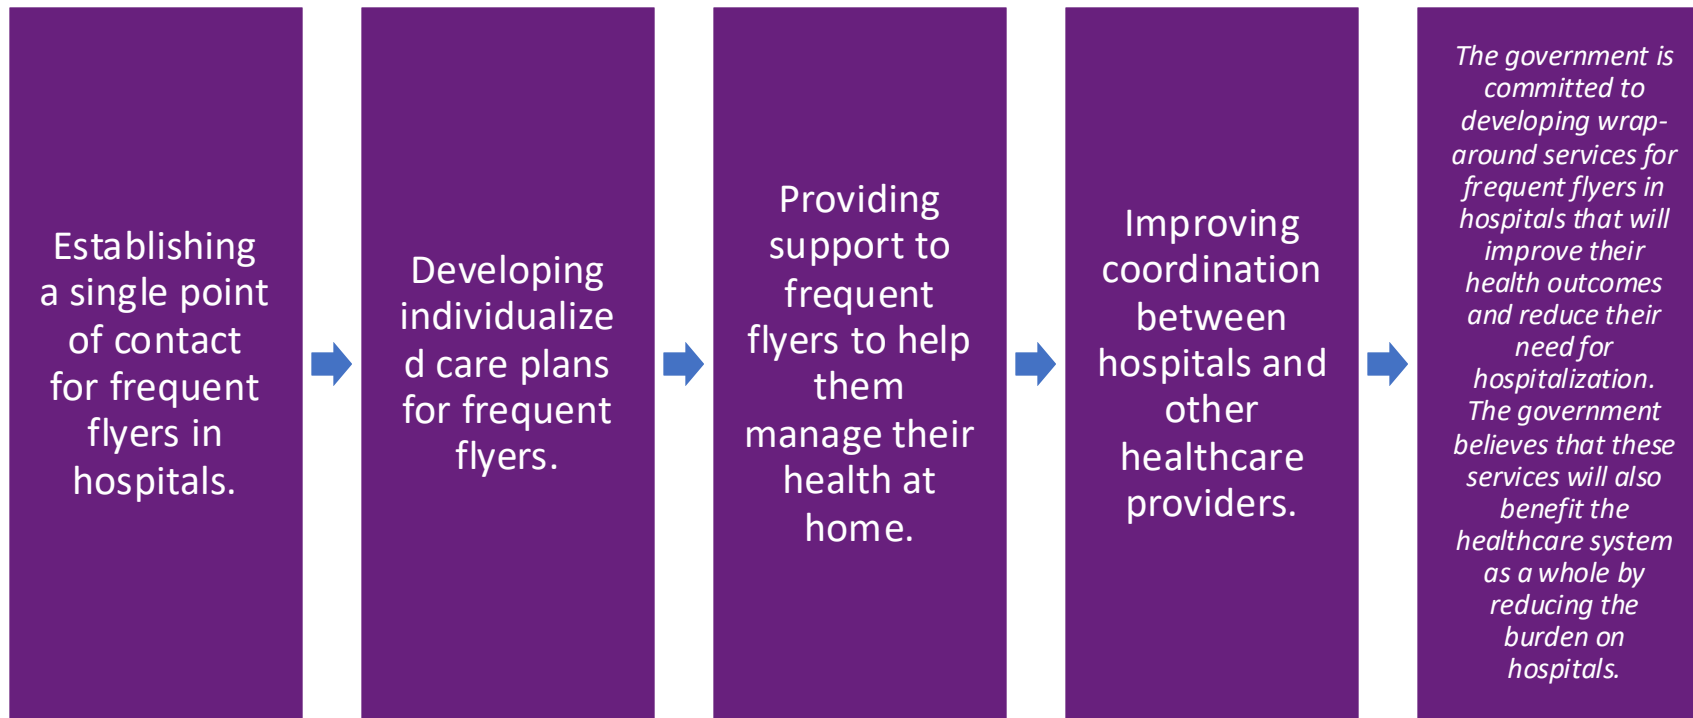 Establishing
a single point
of contact
for frequent
flyers in
hospitals.
Developing
individualize
d care plans
for frequent
flyers.
Providing
support to
frequent
flyers to help
them
manage their
health at
home.
Improving
coordination
between
hospitals and
other
healthcare
providers.
The government is
committed to
developing wrap-
around services for
frequent flyers in
hospitals that will
improve their
health outcomes
and reduce their
need for
hospitalization.
The government
believes that these
services will also
benefit the
healthcare system
as a whole by
reducing the
burden on
hospitals.